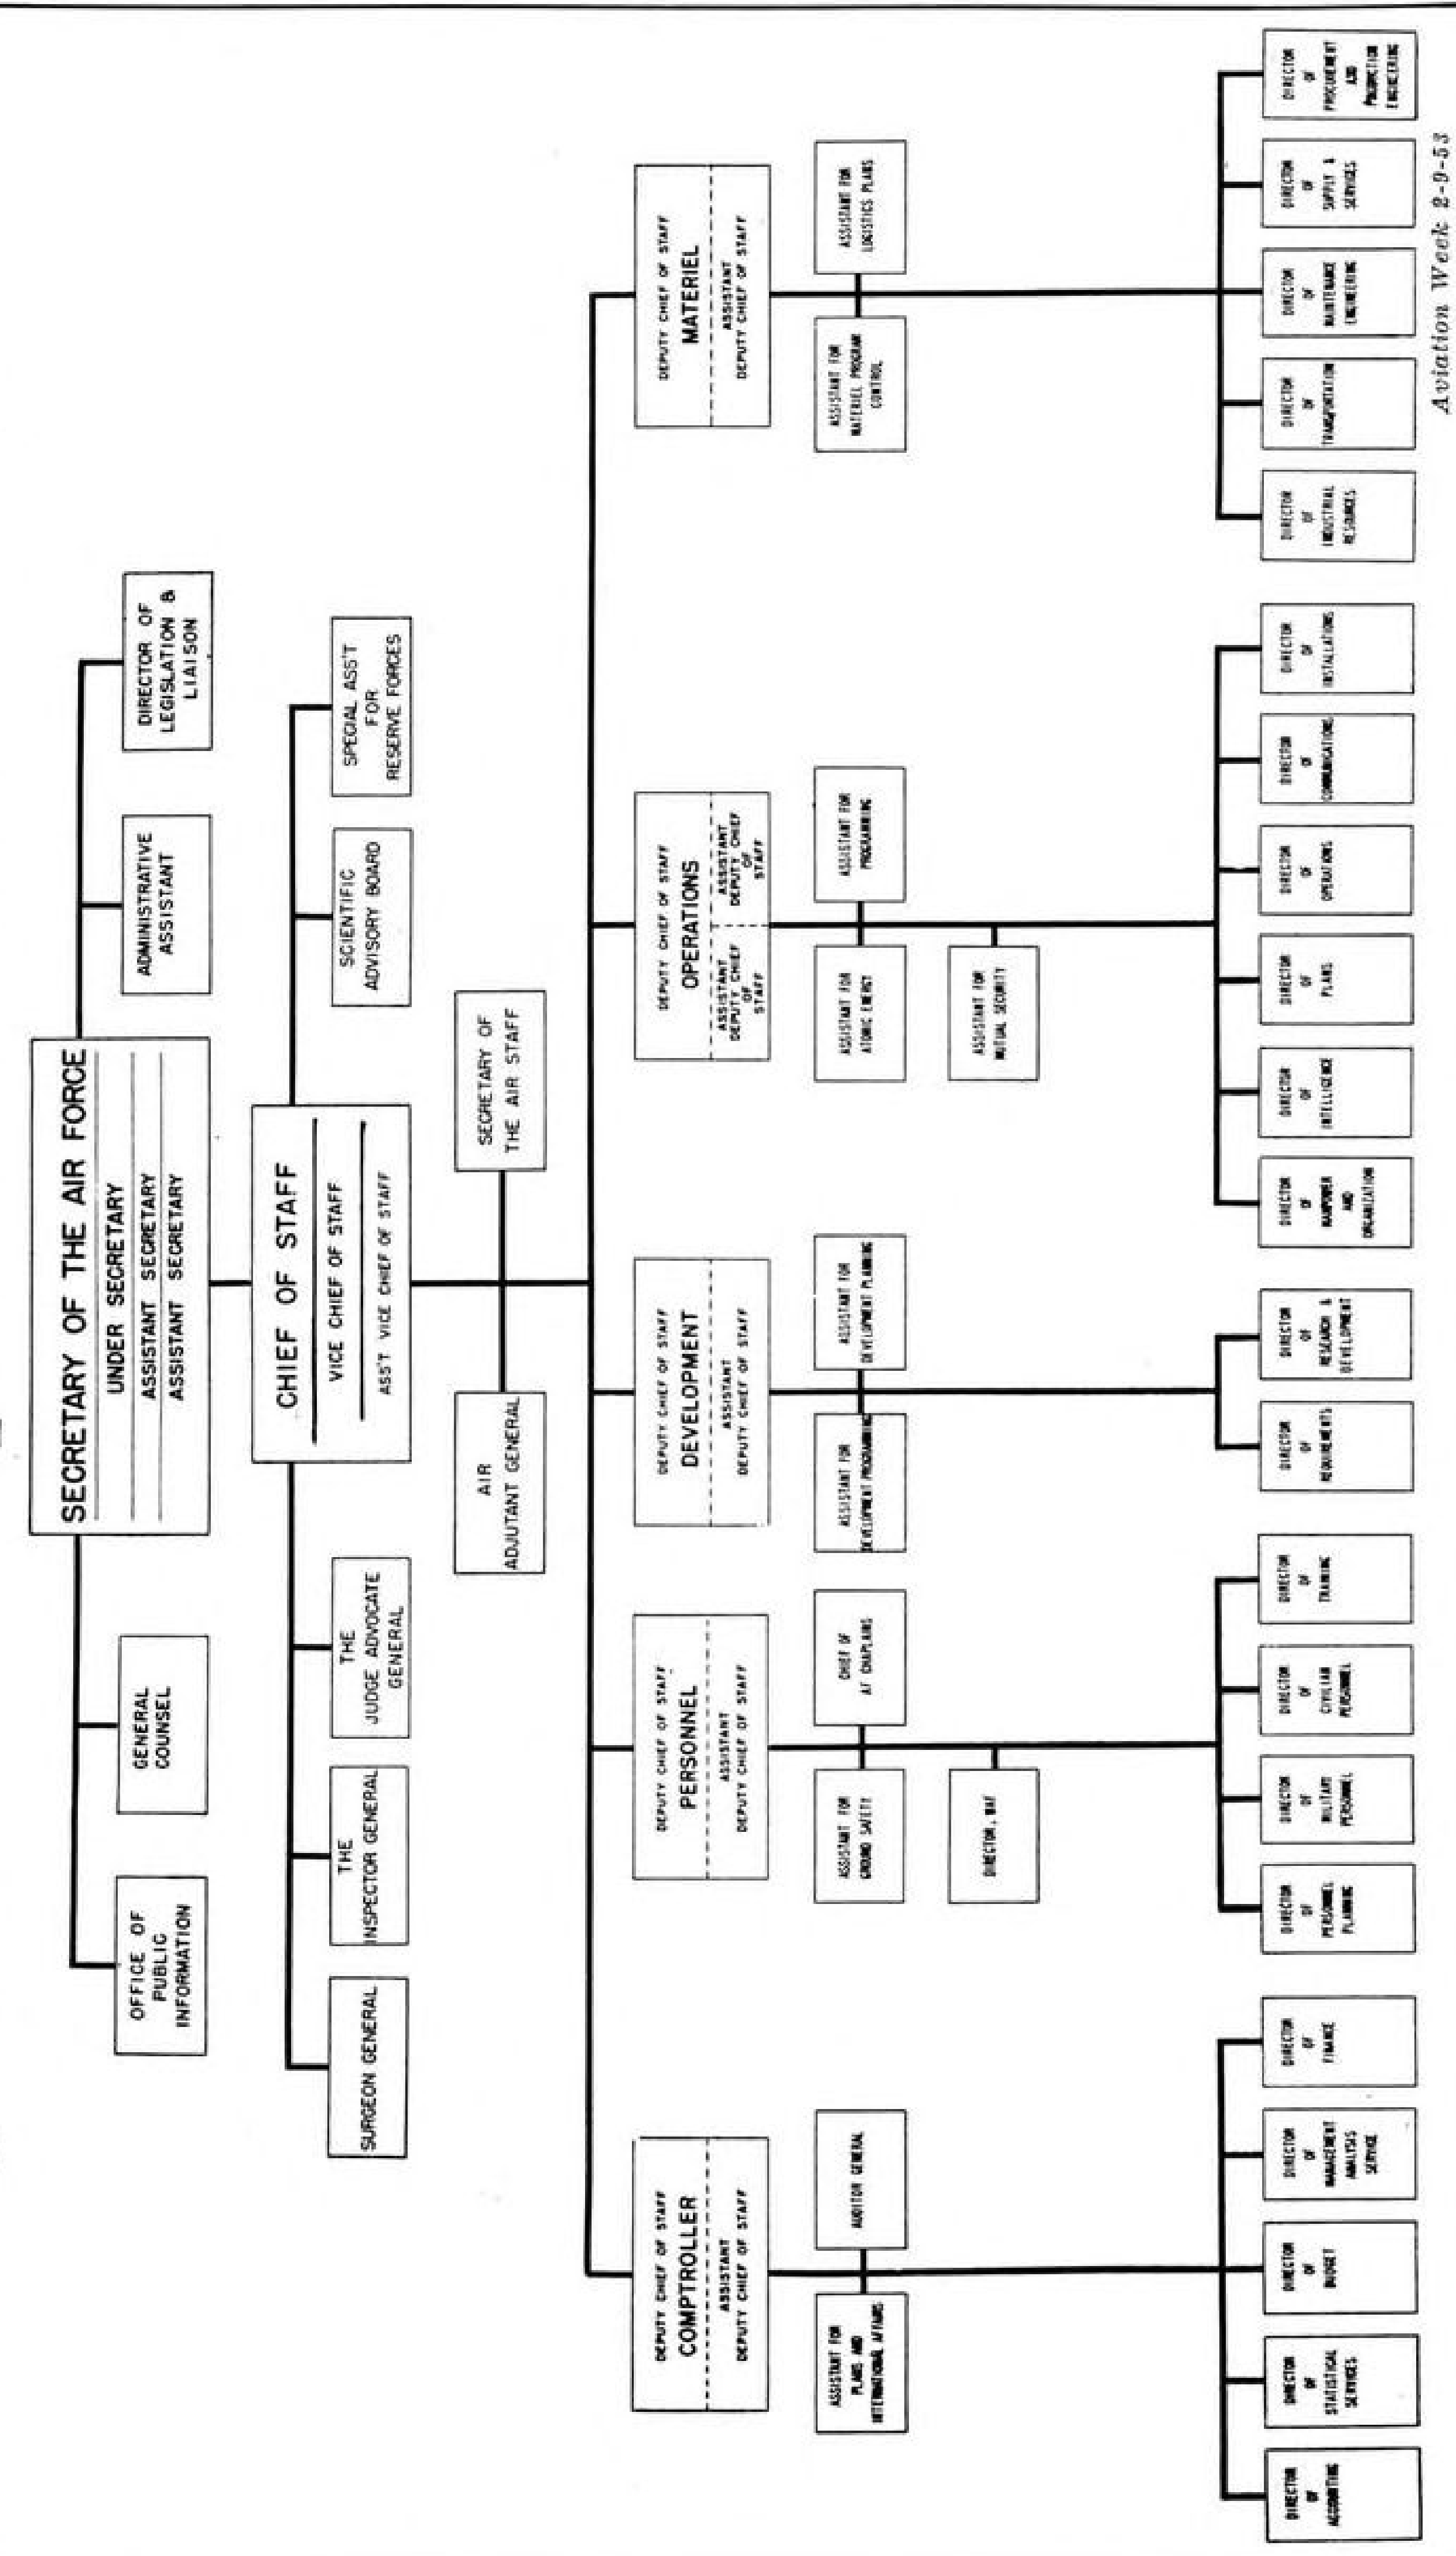 SECRETARY OF THE AIR FORCE
UNDER SECRETARY
ASSISTANT SECRETARY
ASSISTANT SECRETARY
OFFICE OF
PUBLIC
INFORMATION
GENERAL
COUNSEL
ADMINISTRATIVE
ASSISTANT
DIRECTOR OF
LEGISLATION &
LIAISON
CHIEF OF STAFF
VICE CHIEF OF STAFF
ASS'T VICE CHIEF OF STAFF
SURGEON GENERAL
THE
INSPECTOR GENERAL
THE
JUDGE ADVOCATE
GENERAL
SCIENTIFIC
ADVISORY BOARD
SPECIAL ASS'T
FOR
RESERVE FORCES
AIR
ADJUTANT GENERAL
SECRETARY OF
THE AIR STAFF
DEPUTY CHIEF OF STAFF
COMPTROLLER
ASSISTANT
DEPUTY CHIEF OF STAFF
DEPUTY CHIEF OF STAFF
PERSONNEL
ASSISTANT
DEPUTY CHIEF OF STAFF
DEPUTY CHIEF OF STAFF
DEVELOPMENT
ASSISTANT
DEPUTY CHIEF OF STAFF
DEPUTY CHIEF OF STAFF
OPERATIONS
ASSISTANT
DEPUTY CHIEF
OF
STAFF
ASSISTANT
DEPUTY CHIEF
OF
STAFF
DEPUTY CHIEF OF STAFF
MATERIEL
ASSISTANT
DEPUTY CHIEF OF STAFF
ASSISTANT FOR
PLANS AND
INTERNATIONAL AFFAIRS
AUDITOR GENERAL
ASSISTANT FOR
GROUND SAFETY
CHIEF OF
AF CHAPLAINS
ASSISTANT FOR
DEVELOPMENT PROGRAMMING
ASSISTANT FOR
DEVELOPMENT PLANNING
ASSISTANT FOR
ATOMIC ENERGY
ASSISTANT FOR
PROGRAMMING
ASSISTANT FOR
MATERIEL PROGRAM
CONTROL
ASSISTANT FOR
LOGISTICS PLANS
DIRECTOR, WAF
ASSISTANT FOR
MUTUAL SECURITY
DIRECTOR
OF
ACCOUNTING
DIRECTOR
OF
STATISTICAL
SERVICES
DIRECTOR
OF
BUDGET
DIRECTOR
OF
MANAGEMENT
ANALYSIS
SERVICE
DIRECTOR
OF
FINANCE
DIRECTOR
OF
PERSONNEL
PLANNING
DIRECTOR
OF
MILITARY
PERSONNEL
DIRECTOR
OF
CIVILIAN
PERSONNEL
DIRECTOR
OF
TRAINING
DIRECTOR
OF
REQUIREMENTS
DIRECTOR
OF
RESEARCH &
DEVELOPMENT
DIRECTOR
OF
MANPOWER
AND
ORGANIZATION
DIRECTOR
OF
INTELLIGENCE
DIRECTOR
OF
PLANS
DIRECTOR
OF
OPERATIONS
DIRECTOR
OF
COMMUNICATIONS
DIRECTOR
OF
INSTALLATIONS
DIRECTOR
OF
INDUSTRIAL
RESOURCES
DIRECTOR
OF
TRANSPORTATION
DIRECTOR
OF
MAINTENANCE
ENGINEERING
DIRECTOR
OF
SUPPLY &
SERVICES
DIRECTOR
OF
PROCUREMENT
AND
PRODUCTION
ENGINEERING
Aviation Week 2-9-53